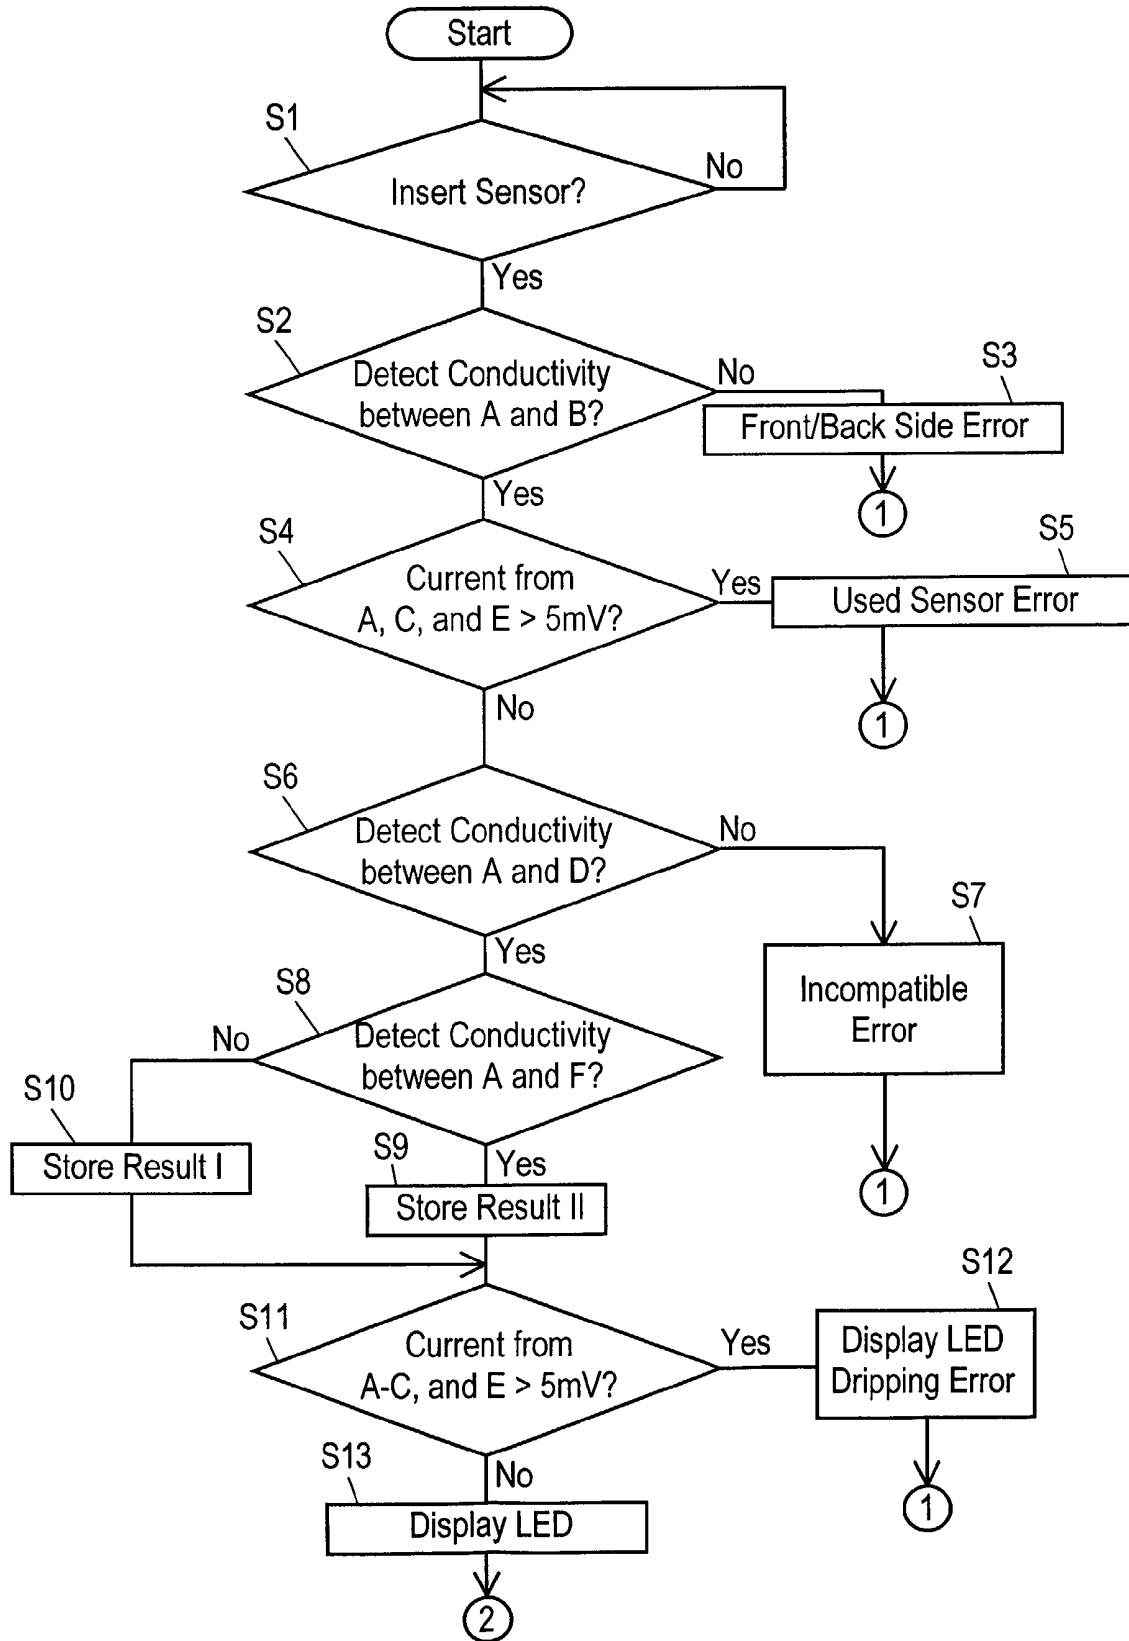 Start
S1
Insert Sensor?
No
Yes
S2
Detect Conductivity
between A and B?
No
S3
Front/Back Side Error
1
Yes
S4
Current from
A, C, and E > 5mV?
Yes
S5
Used Sensor Error
1
No
S6
Detect Conductivity
between A and D?
No
S7
Incompatible
Error
1
Yes
S8
Detect Conductivity
between A and F?
No
S10
Store Result I
Yes
S9
Store Result II
S11
Current from
A-C, and E > 5mV?
Yes
S12
Display LED
Dripping Error
1
No
S13
Display LED
2